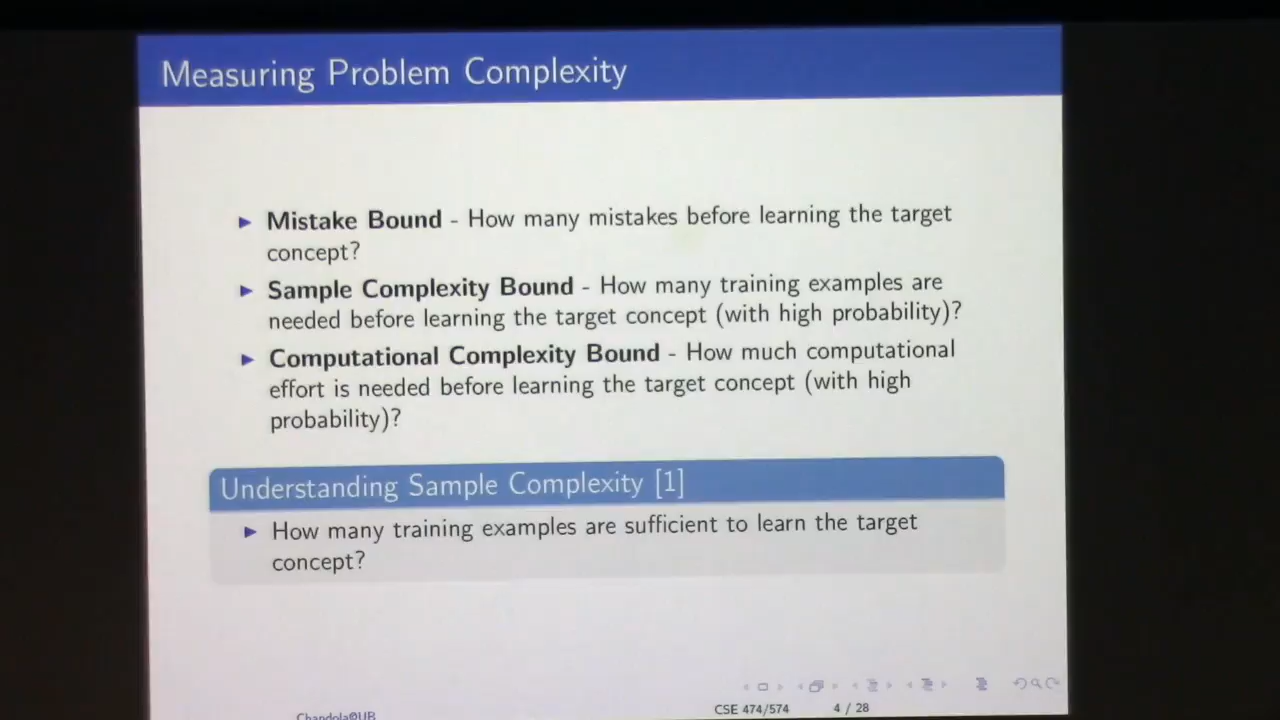 Measuring Problem Complexity
Mistake Bound - How many mistakes before learning the target
concept?
Sample Complexity Bound - How many training examples are
needed before learning the target concept (with high probability)?
Computational Complexity Bound - How much computational
effort is needed before learning the target concept (with high
probability)?
Understanding Sample Complexity [1]
How many training examples are sufficient to learn the target
concept?
Chandola@UB
CSE 474/574
4 / 28